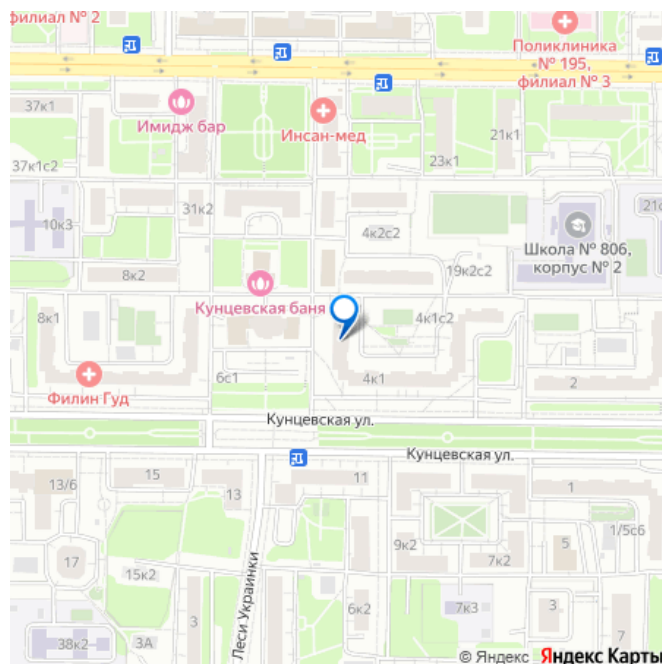 филиал № 2
Поликлиника
№ 195,
филиал № 3
37к1
Имидж бар
Инсан-мед
21к1
23к1
37к1с2
31к2
10к3
4к2с2
Школа № 806,
корпус № 2
19к2с2
8к2
Кунцевская баня
8к1
4к1с2
6с1
4к1
2
Филин Гуд
Кунцевская ул.
Кунцевская ул.
15
11
13/6
13
1
1/5с6
9к2
5
17
7к2
15к2
Леси Украинки
6к2
7к3
3
3
7
38к2
3А
© Яндекс Яндекс Карты